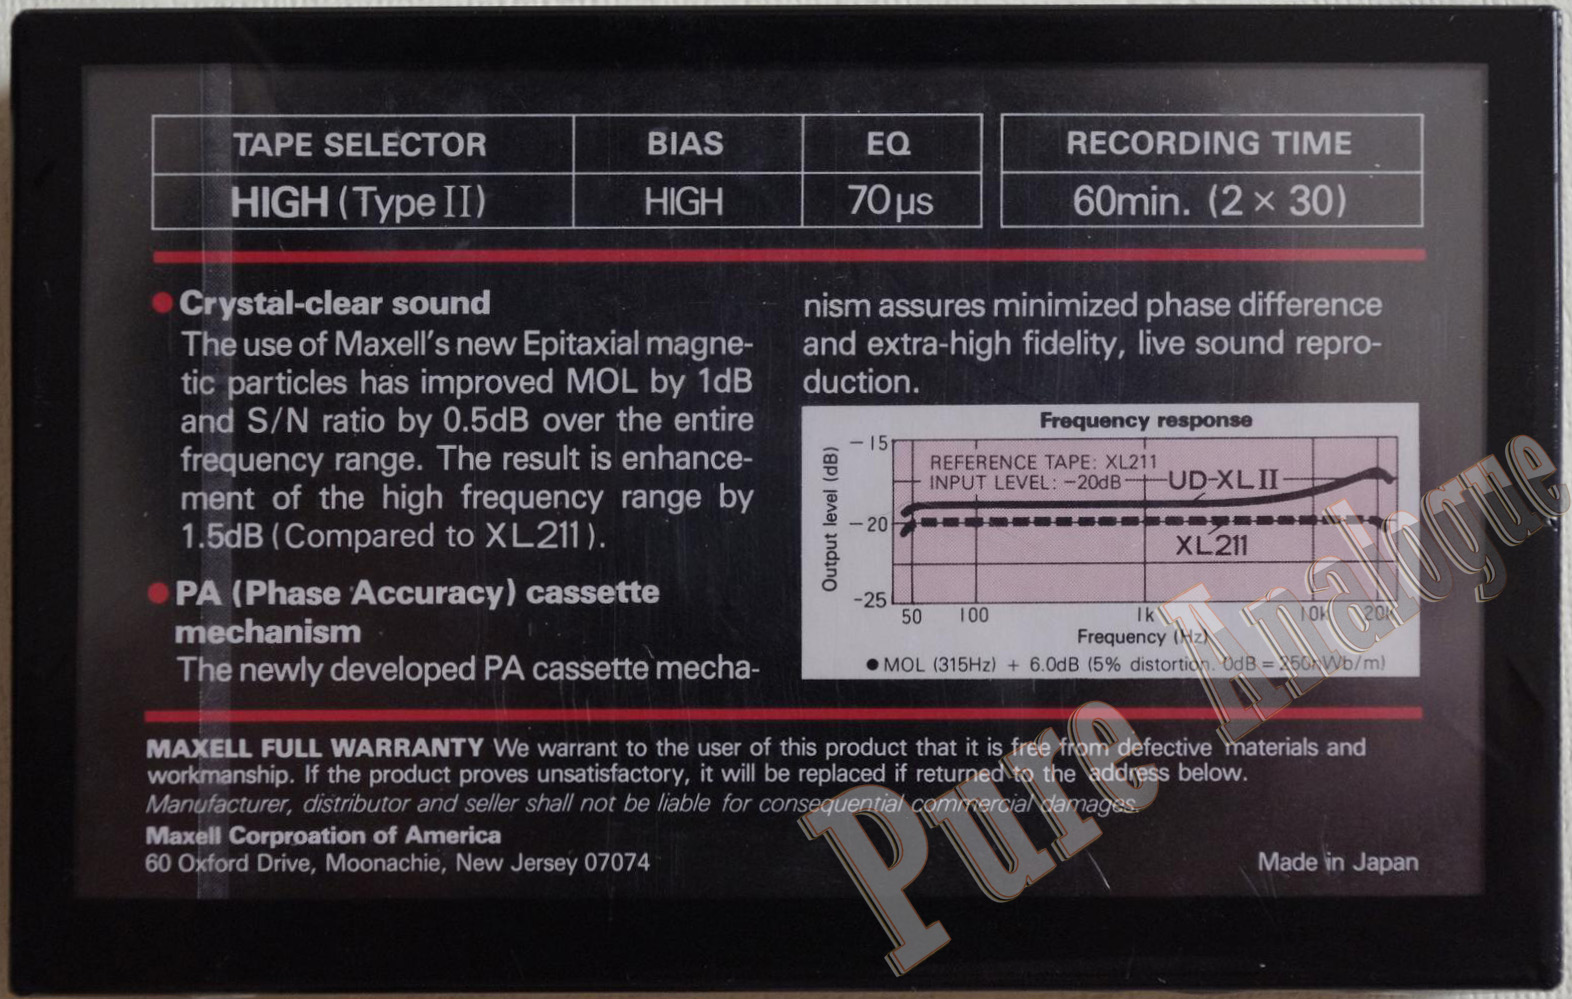 TAPE SELECTOR BIAS EQ RECORDING TIME
HIGH (Type II) HIGH 70μs 60min. (2 × 30)
● Crystal-clear sound
The use of Maxell's new Epitaxial magne-
tic particles has improved MOL by 1dB
and S/N ratio by 0.5dB over the entire
frequency range. The result is enhance-
ment of the high frequency range by
1.5dB (Compared to XL211).
● PA (Phase Accuracy) cassette
mechanism
The newly developed PA cassette mecha-
nism assures minimized phase difference
and extra-high fidelity, live sound repro-
duction.
Frequency response
Output level (dB)
−15
REFERENCE TAPE: XL211
INPUT LEVEL: −20dB
UD-XL II
−20
XL211
−25
50 100 1k 10k 20k
Frequency (Hz)
● MOL (315Hz) + 6.0dB (5% distortion. 0dB = 250nWb/m)
MAXELL FULL WARRANTY We warrant to the user of this product that it is free from defective materials and
workmanship. If the product proves unsatisfactory, it will be replaced if returned to the address below.
Manufacturer, distributor and seller shall not be liable for consequential commercial damages.
Maxell Corproation of America
60 Oxford Drive, Moonachie, New Jersey 07074
Made in Japan
Pure Analogue